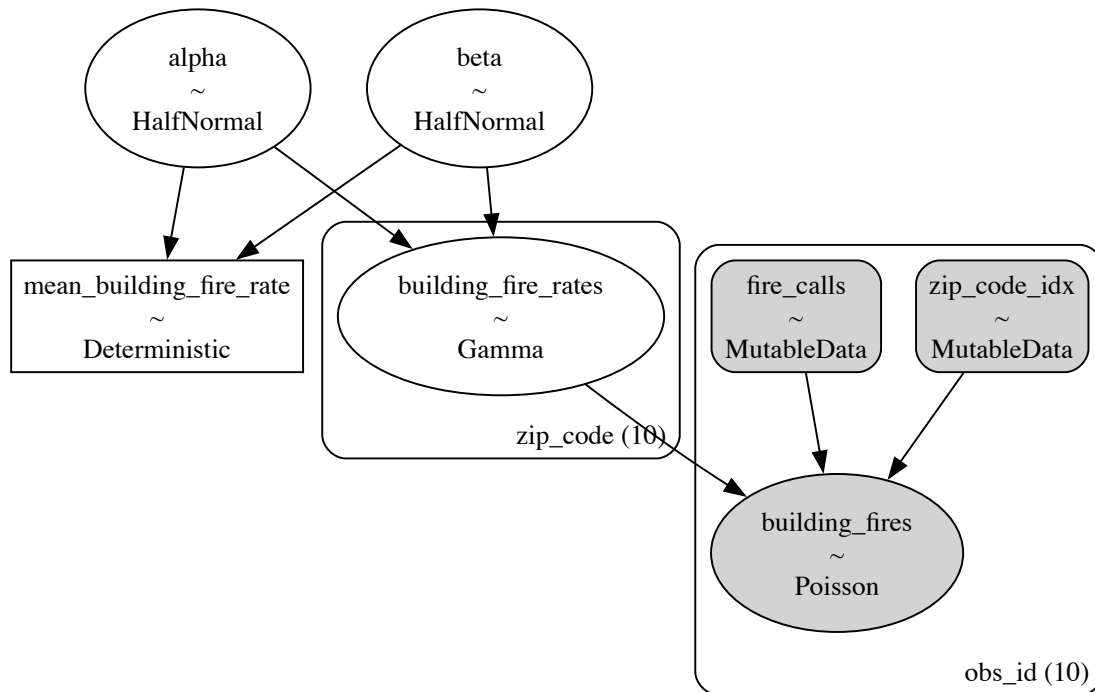 alpha
~
HalfNormal
beta
~
HalfNormal
mean_building_fire_rate
~
Deterministic
building_fire_rates
~
Gamma
zip_code (10)
fire_calls
~
MutableData
zip_code_idx
~
MutableData
building_fires
~
Poisson
obs_id (10)